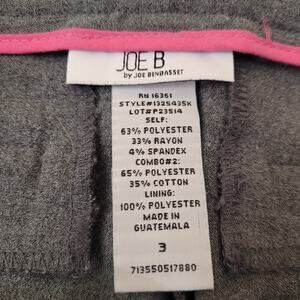 JOE B
by JOE BENBASSET
RN 16361
STYLE#1325435K
LOT#P23514
SELF:
63% POLYESTER
33% RAYON
4% SPANDEX
COMBO#2:
65% POLYESTER
35% COTTON
LINING:
100% POLYESTER
MADE IN
GUATEMALA
3
713550517880